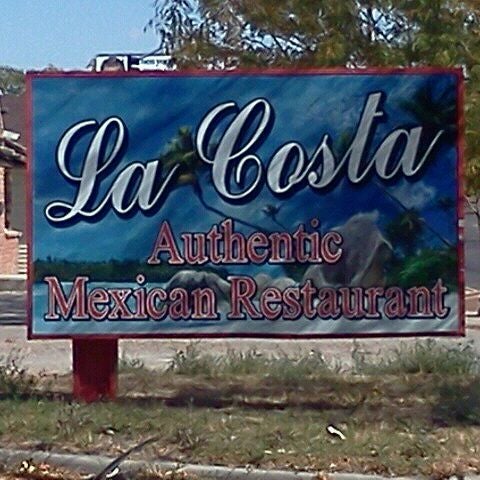 La Costa
Authentic
Mexican Restaurant